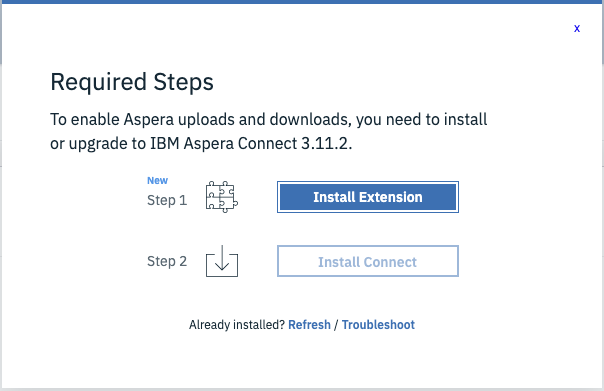 x
Required Steps
To enable Aspera uploads and downloads, you need to install
or upgrade to IBM Aspera Connect 3.11.2.
New
Step 1
Install Extension
Step 2
Install Connect
Already installed? Refresh / Troubleshoot